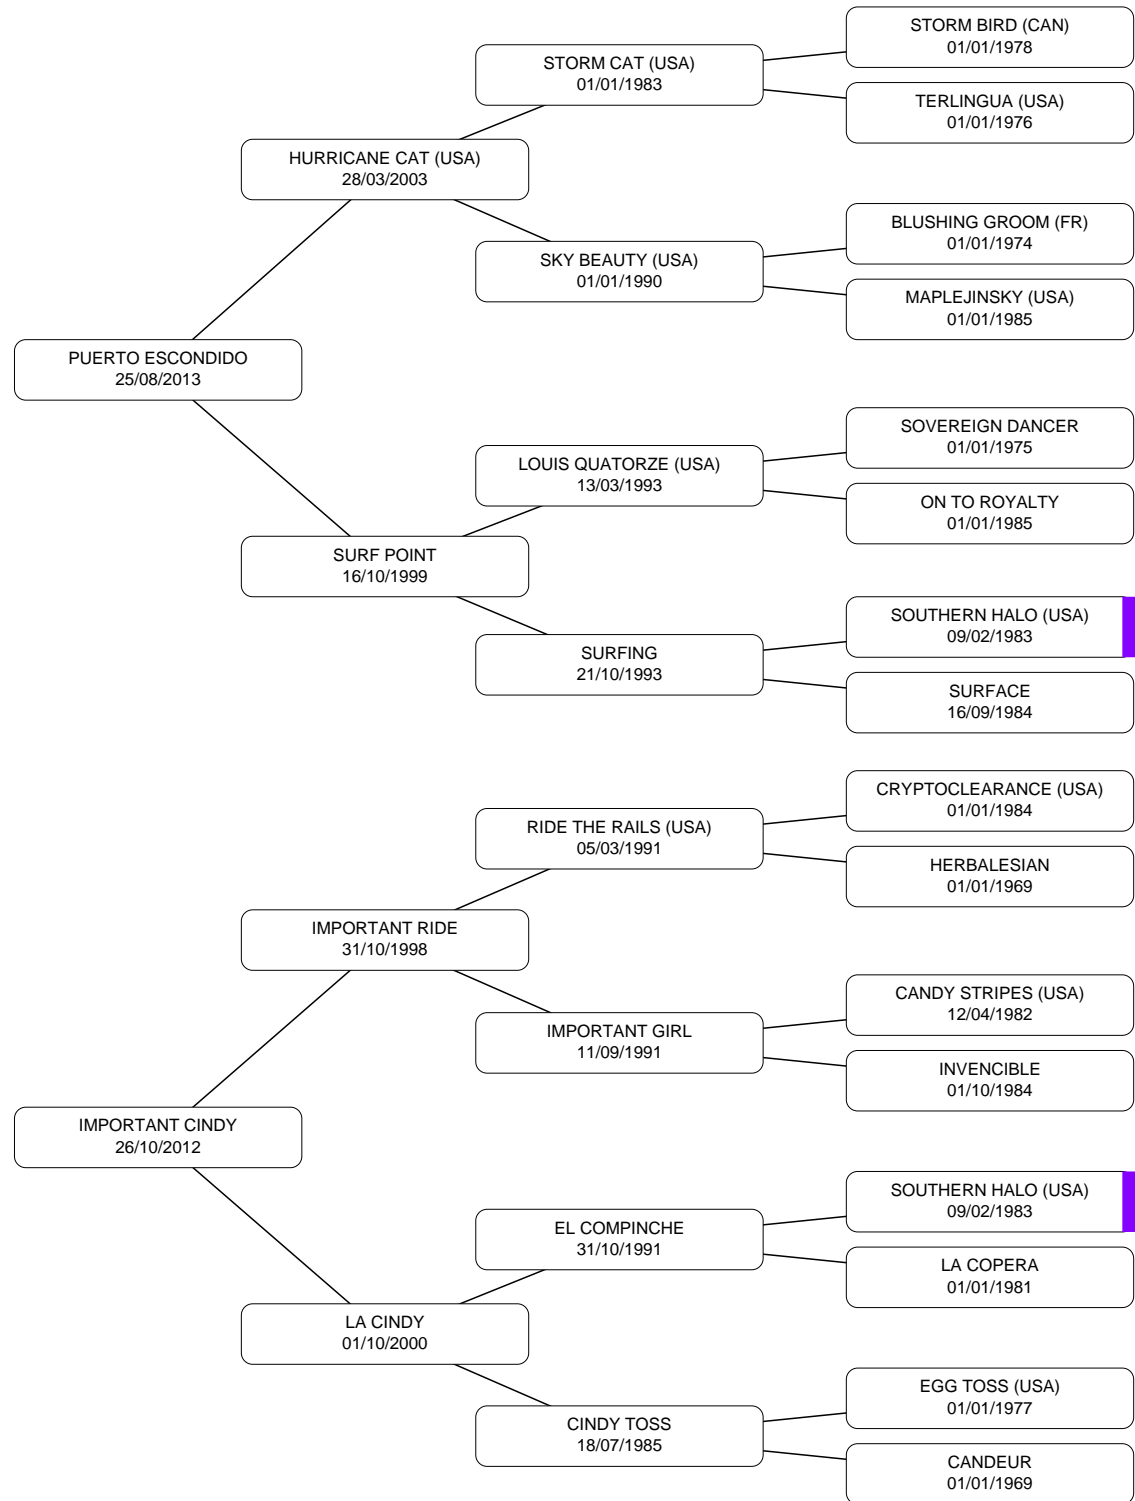 STORM BIRD (CAN)
01/01/1978
STORM CAT (USA)
01/01/1983
TERLINGUA (USA)
01/01/1976
HURRICANE CAT (USA)
28/03/2003
BLUSHING GROOM (FR)
01/01/1974
SKY BEAUTY (USA)
01/01/1990
MAPLEJINSKY (USA)
01/01/1985
PUERTO ESCONDIDO
25/08/2013
SOVEREIGN DANCER
01/01/1975
LOUIS QUATORZE (USA)
13/03/1993
ON TO ROYALTY
01/01/1985
SURF POINT
16/10/1999
SOUTHERN HALO (USA)
09/02/1983
SURFING
21/10/1993
SURFACE
16/09/1984
CRYPTOCLEARANCE (USA)
01/01/1984
RIDE THE RAILS (USA)
05/03/1991
HERBALESIAN
01/01/1969
IMPORTANT RIDE
31/10/1998
CANDY STRIPES (USA)
12/04/1982
IMPORTANT GIRL
11/09/1991
INVENCIBLE
01/10/1984
IMPORTANT CINDY
26/10/2012
SOUTHERN HALO (USA)
09/02/1983
EL COMPINCHE
31/10/1991
LA COPERA
01/01/1981
LA CINDY
01/10/2000
EGG TOSS (USA)
01/01/1977
CINDY TOSS
18/07/1985
CANDEUR
01/01/1969